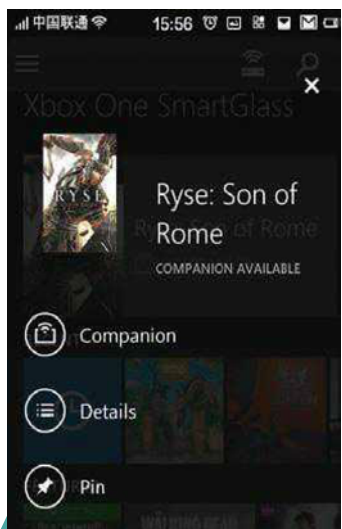 中国联通 15:56
Xbox One SmartGlass
RYSE
Ryse: Son of
Rome
COMPANION AVAILABLE
Companion
Details
Pin